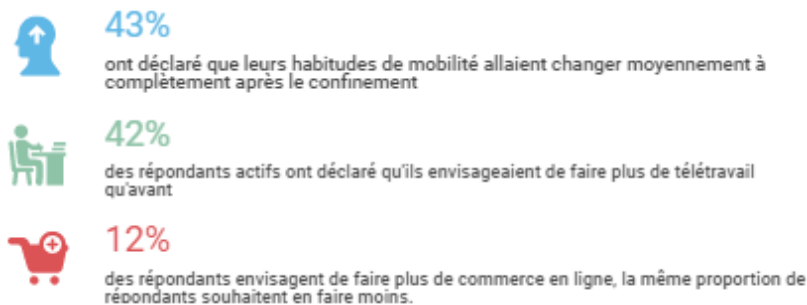 43%
ont déclaré que leurs habitudes de mobilité allaient changer moyennement à
complètement après le confinement
42%
des répondants actifs ont déclaré qu'ils envisageaient de faire plus de télétravail
qu'avant
12%
des répondants envisagent de faire plus de commerce en ligne, la même proportion de
répondants souhaitent en faire moins.